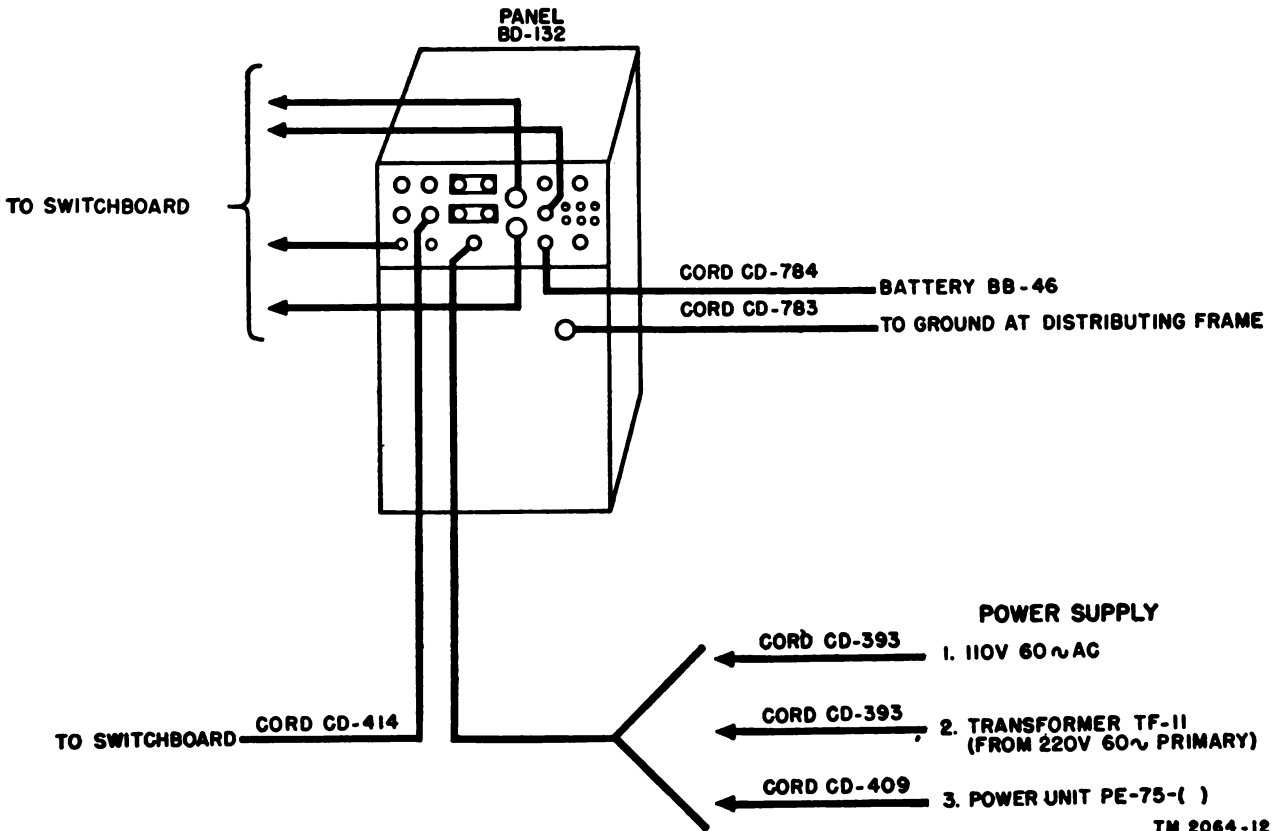 PANEL
BD-132
TO SWITCHBOARD
CORD CD-784
BATTERY BB-46
CORD CD-783
TO GROUND AT DISTRIBUTING FRAME
POWER SUPPLY
CORD CD-393
1. 110V 60~AC
CORD CD-393
2. TRANSFORMER TF-11
(FROM 220V 60~ PRIMARY)
TO SWITCHBOARD
CORD CD-414
CORD CD-409
3. POWER UNIT PE-75-( )
TM 2064-12